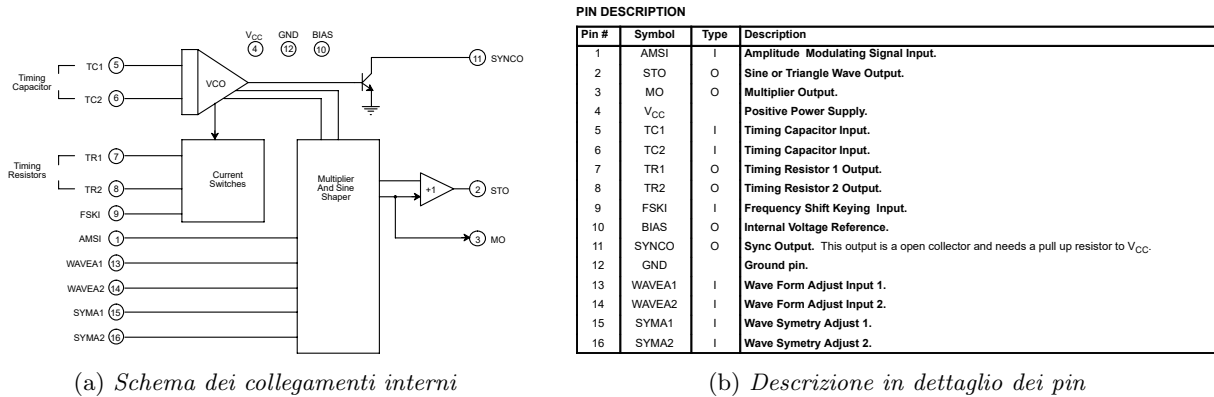 V_CC GND BIAS
4 12 10
11 SYNCO
Timing
Capacitor
TC1 5
TC2 6
VCO
Timing
Resistors
TR1 7
TR2 8
FSKI 9
AMSI 1
WAVEA1 13
WAVEA2 14
SYMA1 15
SYMA2 16
Current
Switches
Multiplier
And Sine
Shaper
+1
2 STO
3 MO
(a) Schema dei collegamenti interni
PIN DESCRIPTION
Pin # Symbol Type Description
1 AMSI I Amplitude Modulating Signal Input.
2 STO O Sine or Triangle Wave Output.
3 MO O Multiplier Output.
4 V_CC Positive Power Supply.
5 TC1 I Timing Capacitor Input.
6 TC2 I Timing Capacitor Input.
7 TR1 O Timing Resistor 1 Output.
8 TR2 O Timing Resistor 2 Output.
9 FSKI I Frequency Shift Keying Input.
10 BIAS O Internal Voltage Reference.
11 SYNCO O Sync Output. This output is a open collector and needs a pull up resistor to V_CC.
12 GND Ground pin.
13 WAVEA1 I Wave Form Adjust Input 1.
14 WAVEA2 I Wave Form Adjust Input 2.
15 SYMA1 I Wave Symetry Adjust 1.
16 SYMA2 I Wave Symetry Adjust 2.
(b) Descrizione in dettaglio dei pin